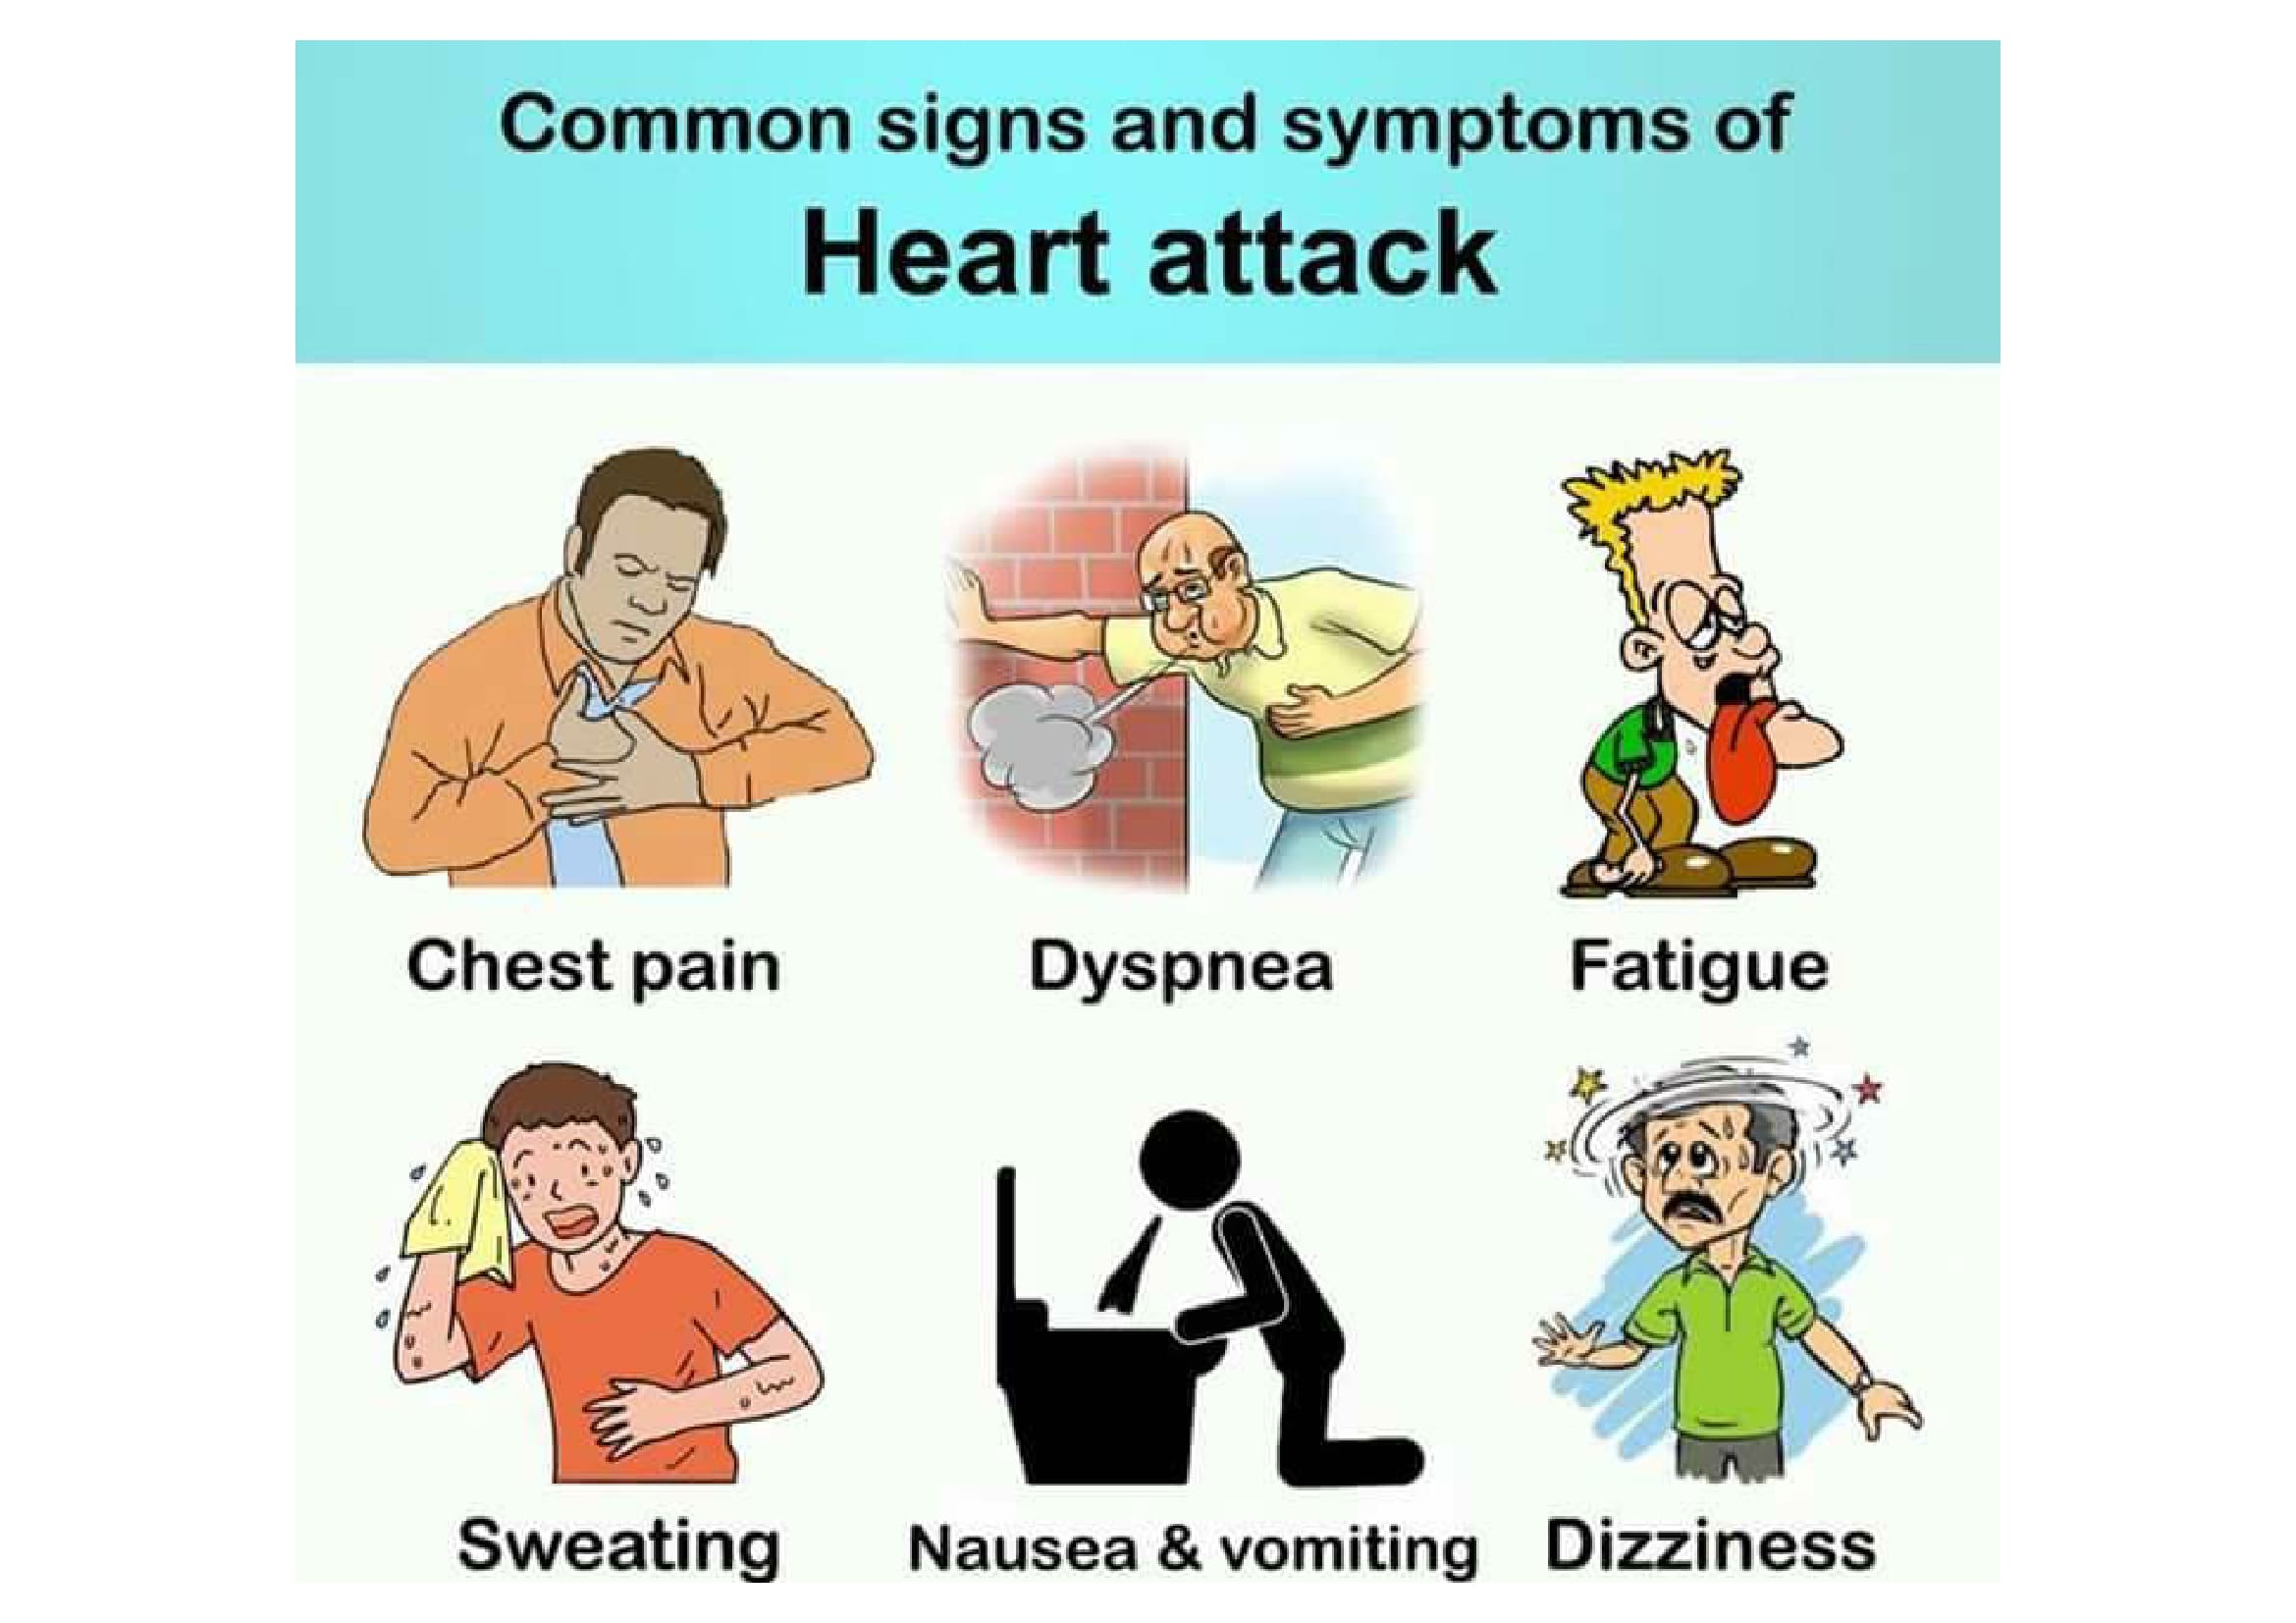 Common signs and symptoms of
Heart attack
Chest pain
Dyspnea
Fatigue
Sweating
Nausea & vomiting
Dizziness